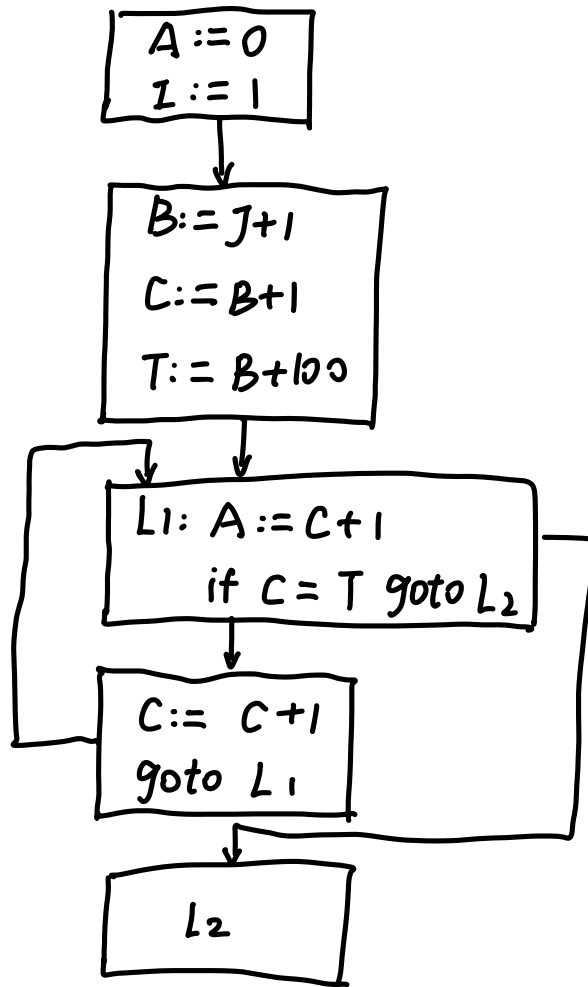 A:=0
I:=1
B:=J+1
C:=B+1
T:=B+100
L1: A:=C+1
if C=T goto L2
C:= C+1
goto L1
L2